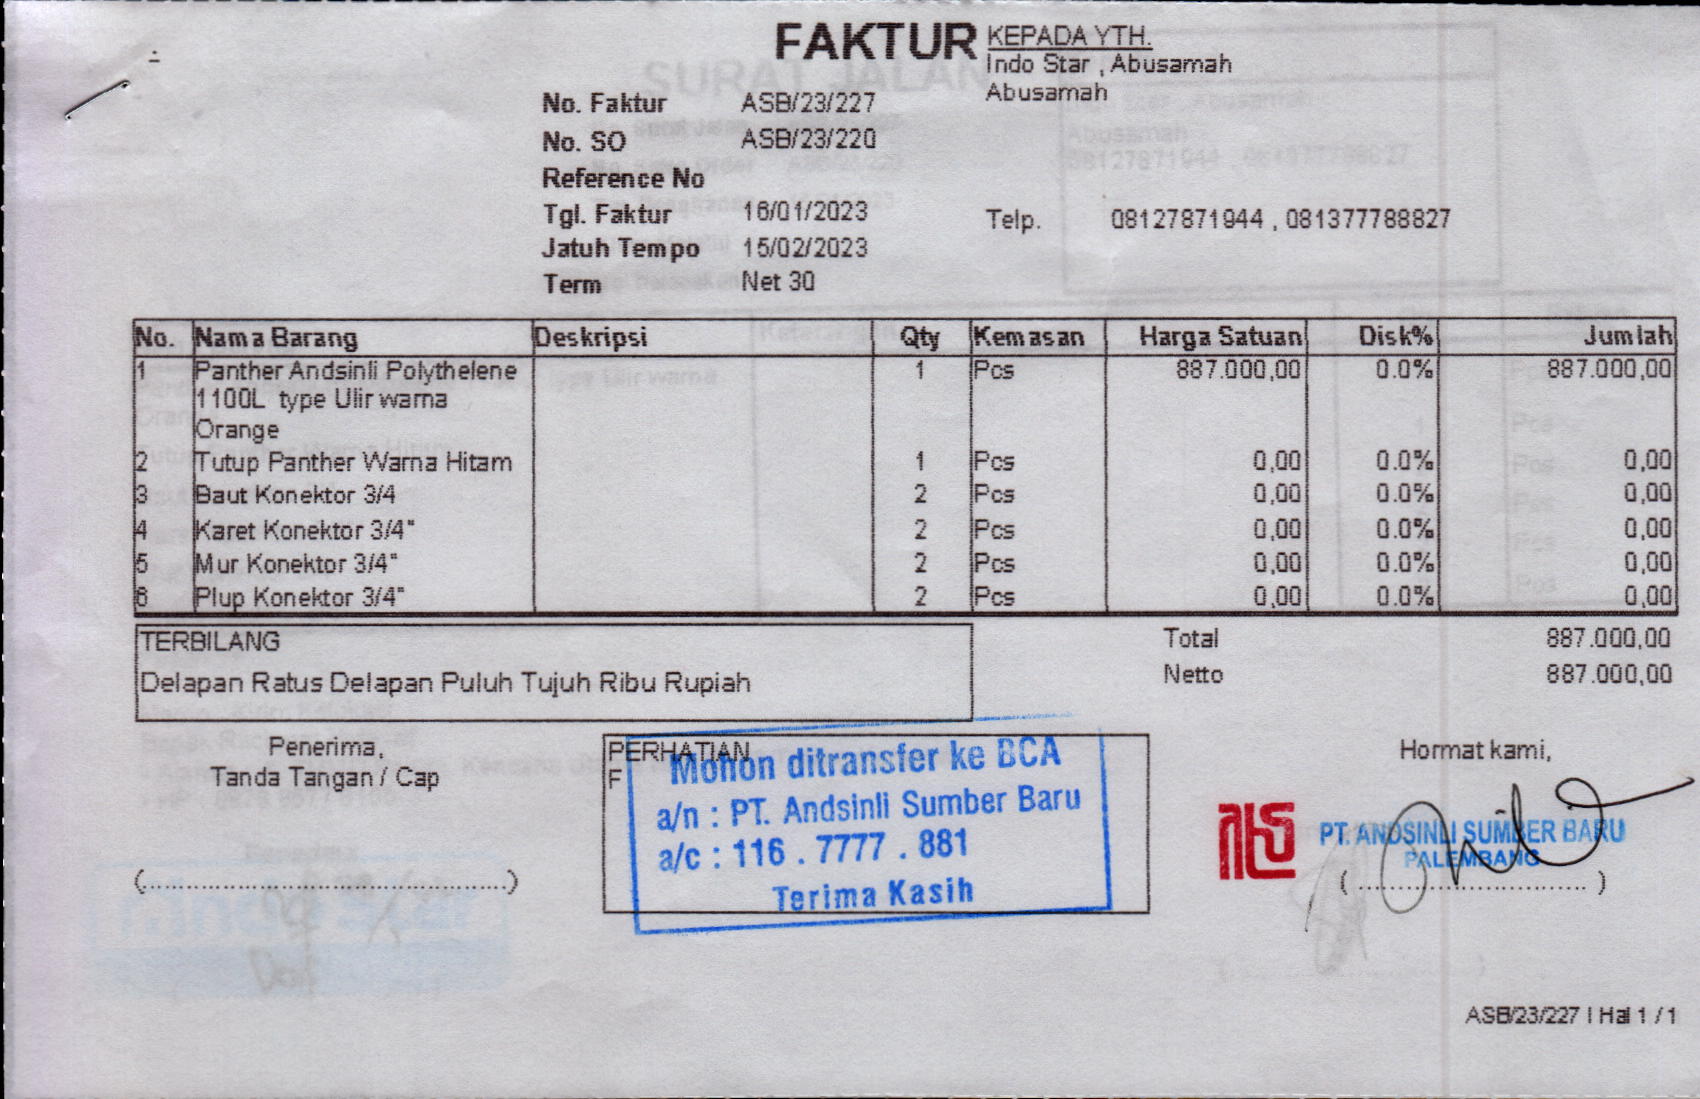 FAKTUR
KEPADA YTH.
Indo Star , Abusamah
Abusamah
No. Faktur ASB/23/227
No. SO ASB/23/220
Reference No
Tgl. Faktur 16/01/2023
Telp. 08127871944 , 081377788827
Jatuh Tempo 15/02/2023
Term Net 30
No. Nama Barang Deskripsi Qty Kemasan Harga Satuan Disk% Jumlah
1 Panther Andsinli Polythelene 1 Pcs 887.000,00 0.0% 887.000,00
1100L type Ulir warna
Orange
2 Tutup Panther Warna Hitam 1 Pcs 0,00 0.0% 0,00
3 Baut Konektor 3/4 2 Pcs 0,00 0.0% 0,00
4 Karet Konektor 3/4" 2 Pcs 0,00 0.0% 0,00
5 Mur Konektor 3/4" 2 Pcs 0,00 0.0% 0,00
6 Plup Konektor 3/4" 2 Pcs 0,00 0.0% 0,00
TERBILANG
Delapan Ratus Delapan Puluh Tujuh Ribu Rupiah
Total 887.000,00
Netto 887.000,00
Penerima,
Tanda Tangan / Cap
(........................................)
PERHATIAN
F
Mohon ditransfer ke BCA
a/n : PT. Andsinli Sumber Baru
a/c : 116 . 7777 . 881
Terima Kasih
Hormat kami,
PT. ANDSINLI SUMBER BARU
PALEMBANG
(..............................)
ASB/23/227 | Hal 1 / 1